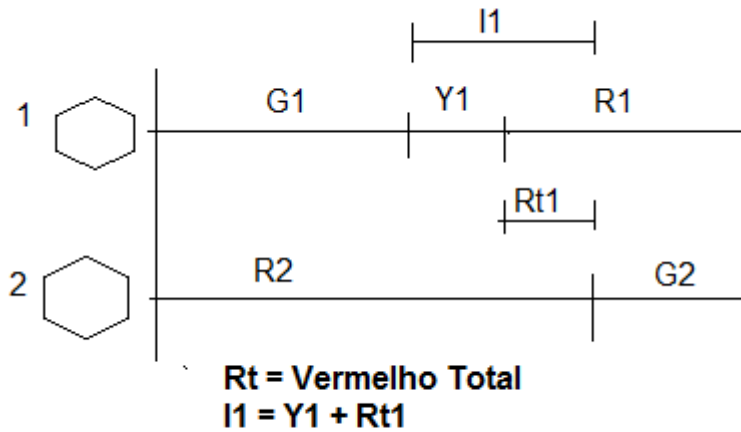 I1
1
G1 Y1 R1
Rt1
2
R2 G2
Rt = Vermelho Total
I1 = Y1 + Rt1